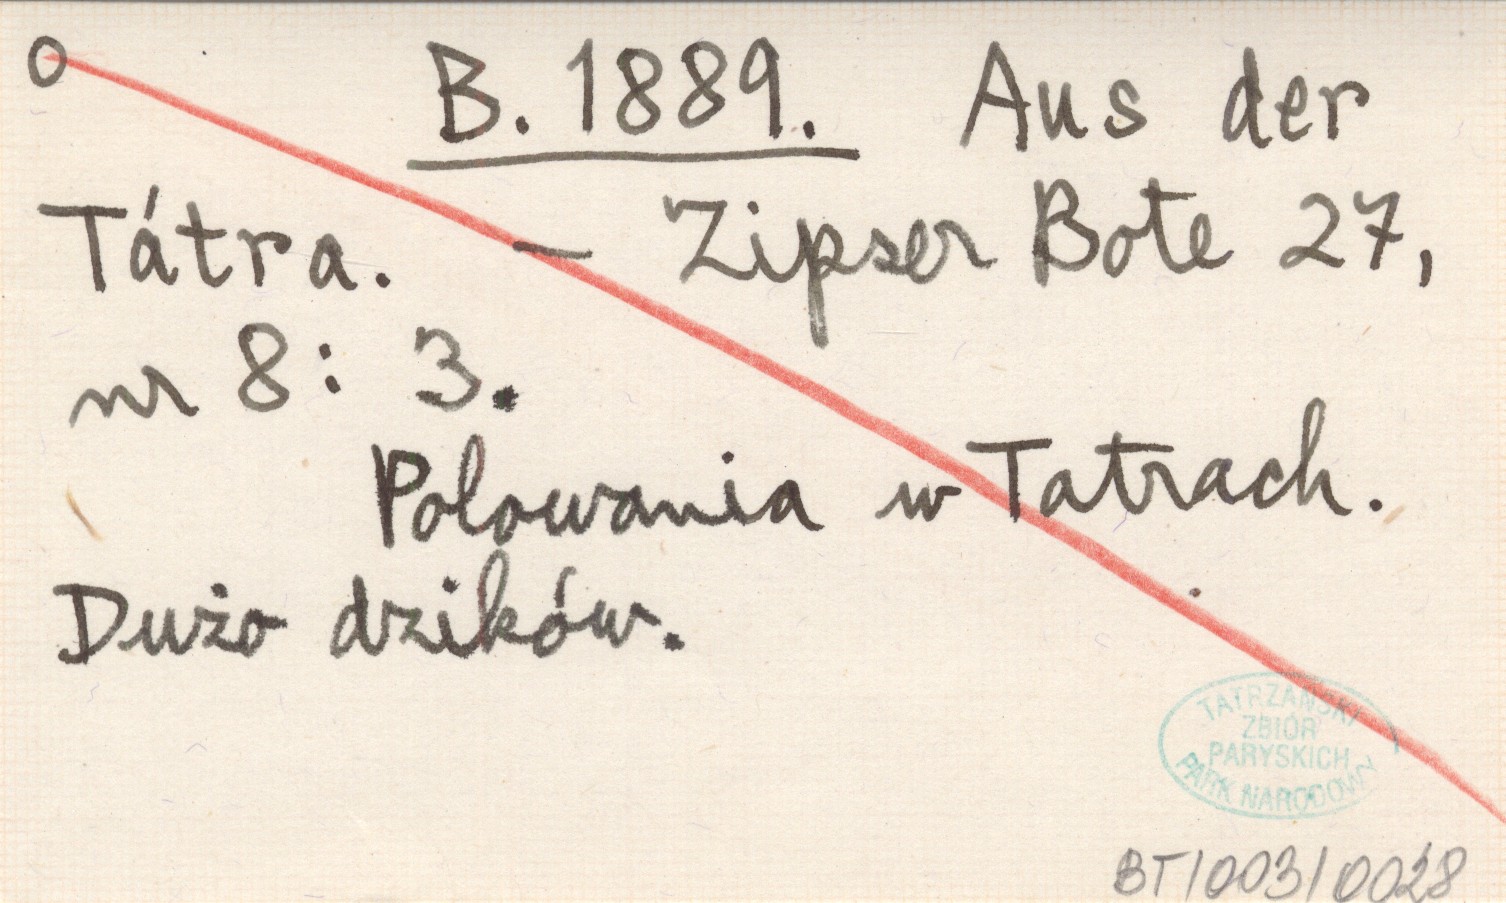 O B. 1889. Aus der
Tátra. — Zipser Bote 27,
nr 8: 3.
Polowania w Tatrach.
Dużo dzików.
TATRZAŃSKI
ZBIÓR
PARYSKICH
PARK NARODOWY
BT/003/0028